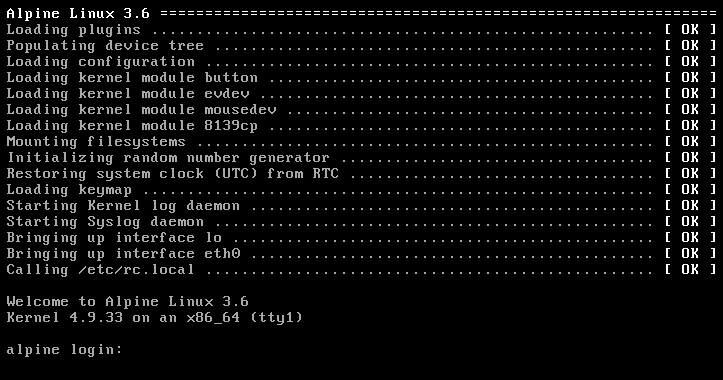 Alpine Linux 3.6 ==============================================================
Loading plugins ........................................................ [ OK ]
Populating device tree ................................................. [ OK ]
Loading configuration .................................................. [ OK ]
Loading kernel module button ........................................... [ OK ]
Loading kernel module evdev ............................................ [ OK ]
Loading kernel module mousedev ......................................... [ OK ]
Loading kernel module 8139cp ........................................... [ OK ]
Mounting filesystems ................................................... [ OK ]
Initializing random number generator ................................... [ OK ]
Restoring system clock (UTC) from RTC .................................. [ OK ]
Loading keymap ......................................................... [ OK ]
Starting Kernel log daemon ............................................. [ OK ]
Starting Syslog daemon ................................................. [ OK ]
Bringing up interface lo ............................................... [ OK ]
Bringing up interface eth0 ............................................. [ OK ]
Calling /etc/rc.local .................................................. [ OK ]

Welcome to Alpine Linux 3.6
Kernel 4.9.33 on an x86_64 (tty1)

alpine login: